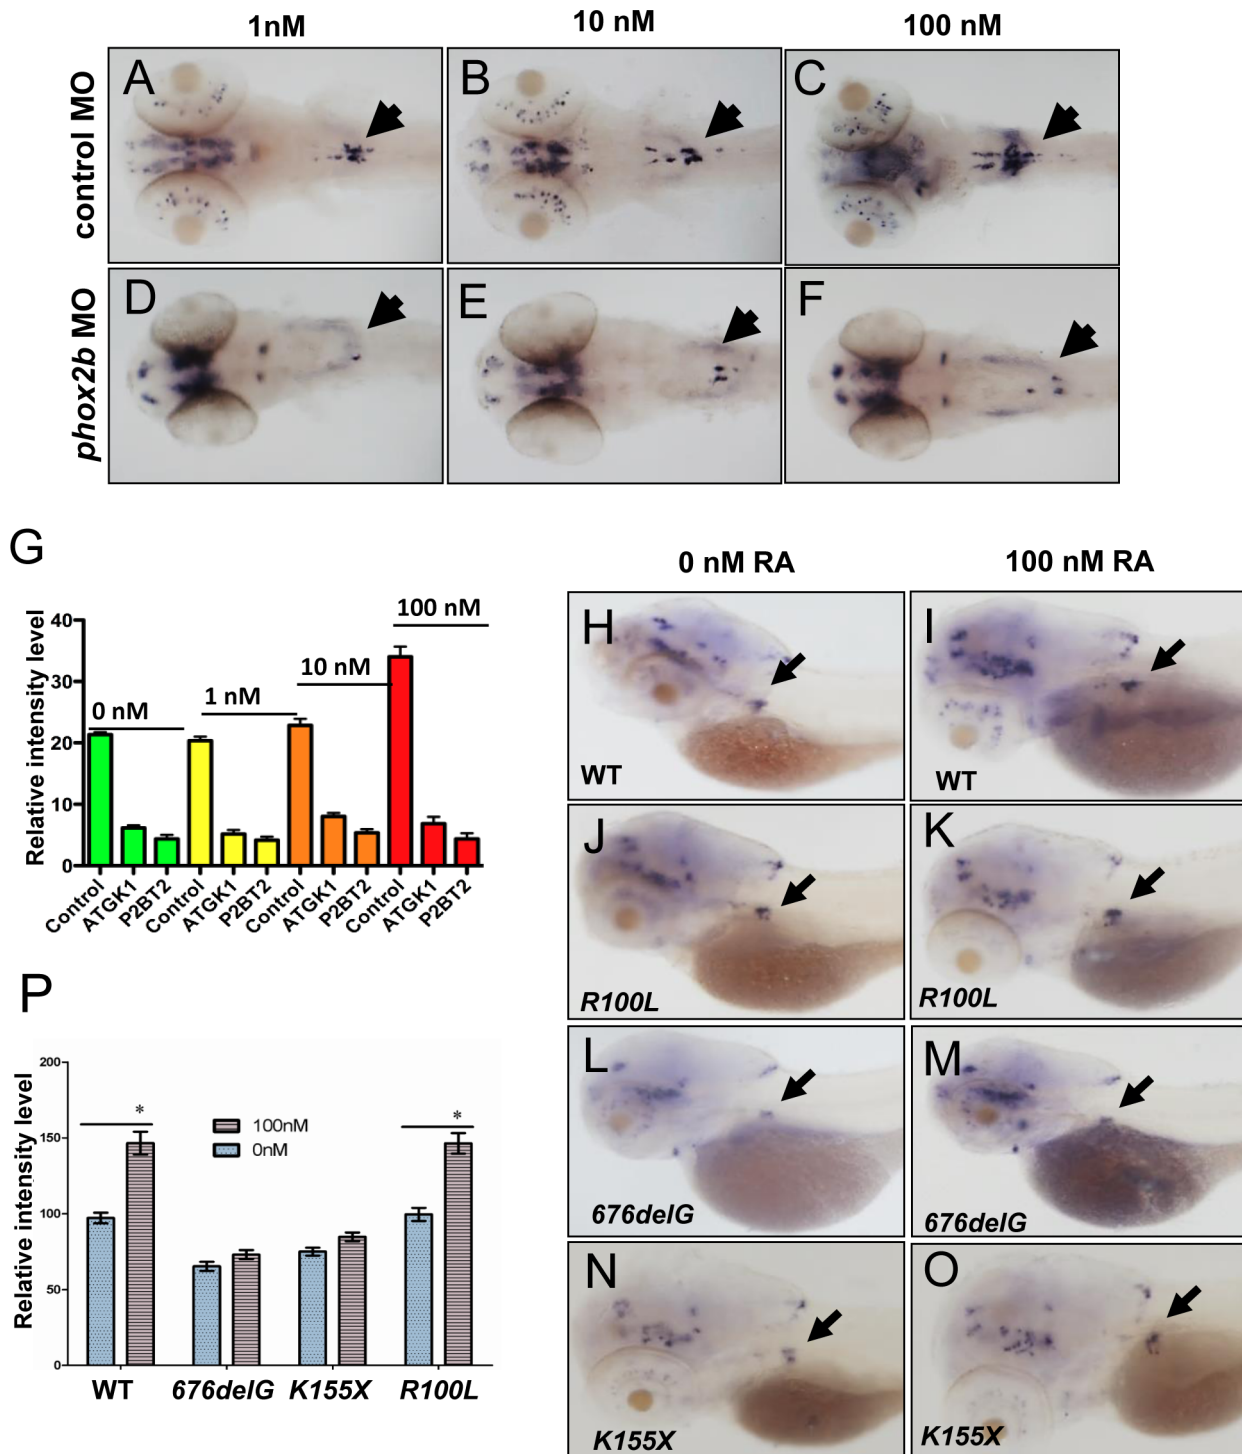 1nM
10 nM
100 nM
control MO
A
B
C
phox2b MO
D
E
F
G
Relative intensity level
40
30
20
10
0
0 nM
1 nM
10 nM
100 nM
Control
ATGK1
P2BT2
Control
ATGK1
P2BT2
Control
ATGK1
P2BT2
Control
ATGK1
P2BT2
0 nM RA
100 nM RA
H
WT
I
WT
J
R100L
K
R100L
L
676delG
M
676delG
N
K155X
O
K155X
P
Relative intensity level
200
150
100
50
0
*
*
100nM
0nM
WT
676delG
K155X
R100L